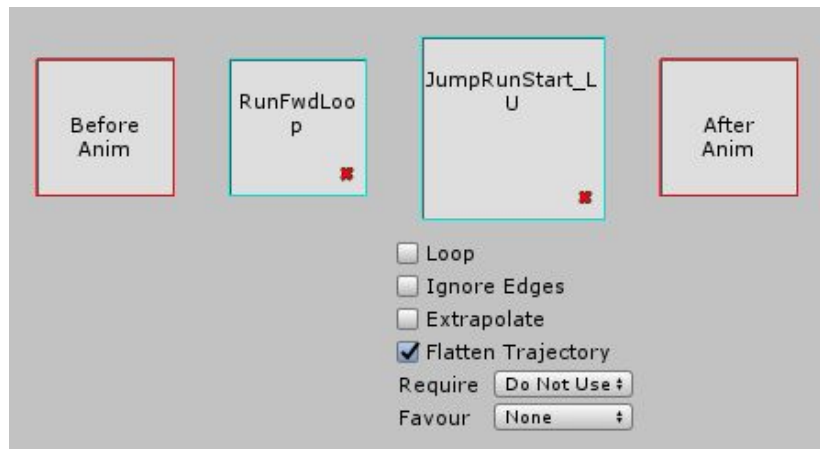 Before
Anim
RunFwdLoo
p
JumpRunStart_L
U
After
Anim
Loop
Ignore Edges
Extrapolate
Flatten Trajectory
Require Do Not Use
Favour None